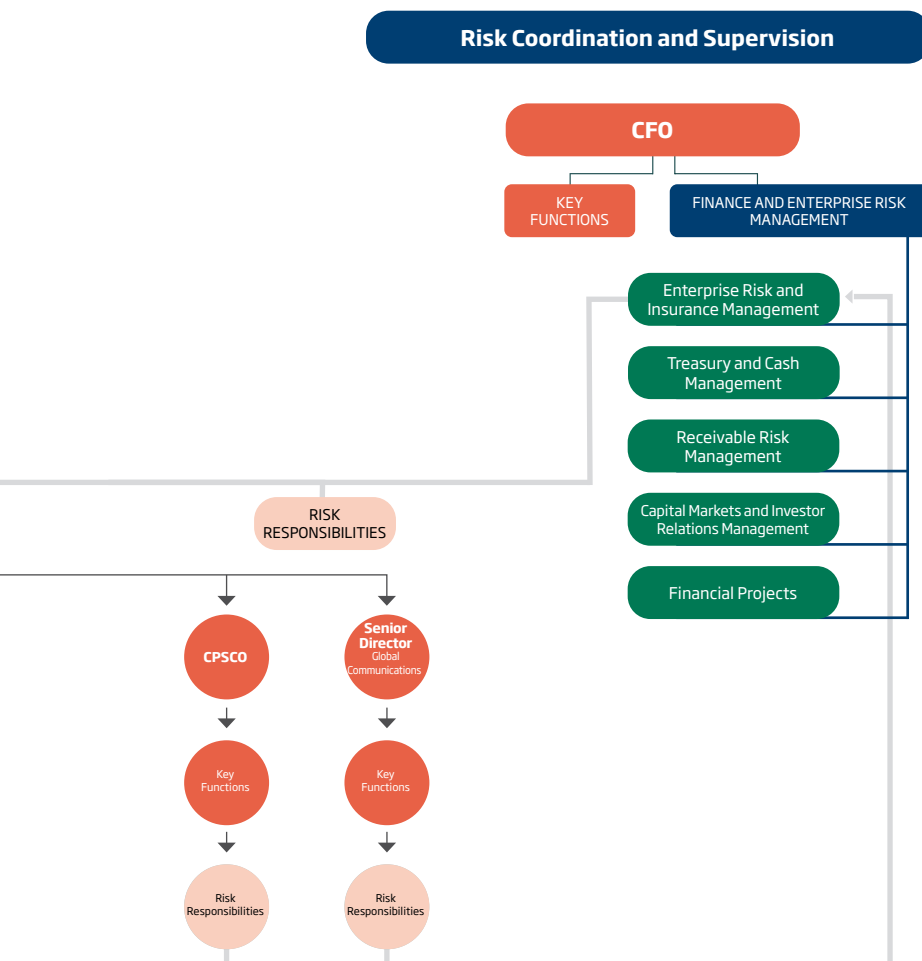 Risk Coordination and Supervision
CFO
KEY
FUNCTIONS
FINANCE AND ENTERPRISE RISK
MANAGEMENT
Enterprise Risk and
Insurance Management
Treasury and Cash
Management
Receivable Risk
Management
Capital Markets and Investor
Relations Management
Financial Projects
RISK
RESPONSIBILITIES
CPSCO
Senior
Director
Global
Communications
Key
Functions
Key
Functions
Risk
Responsibilities
Risk
Responsibilities